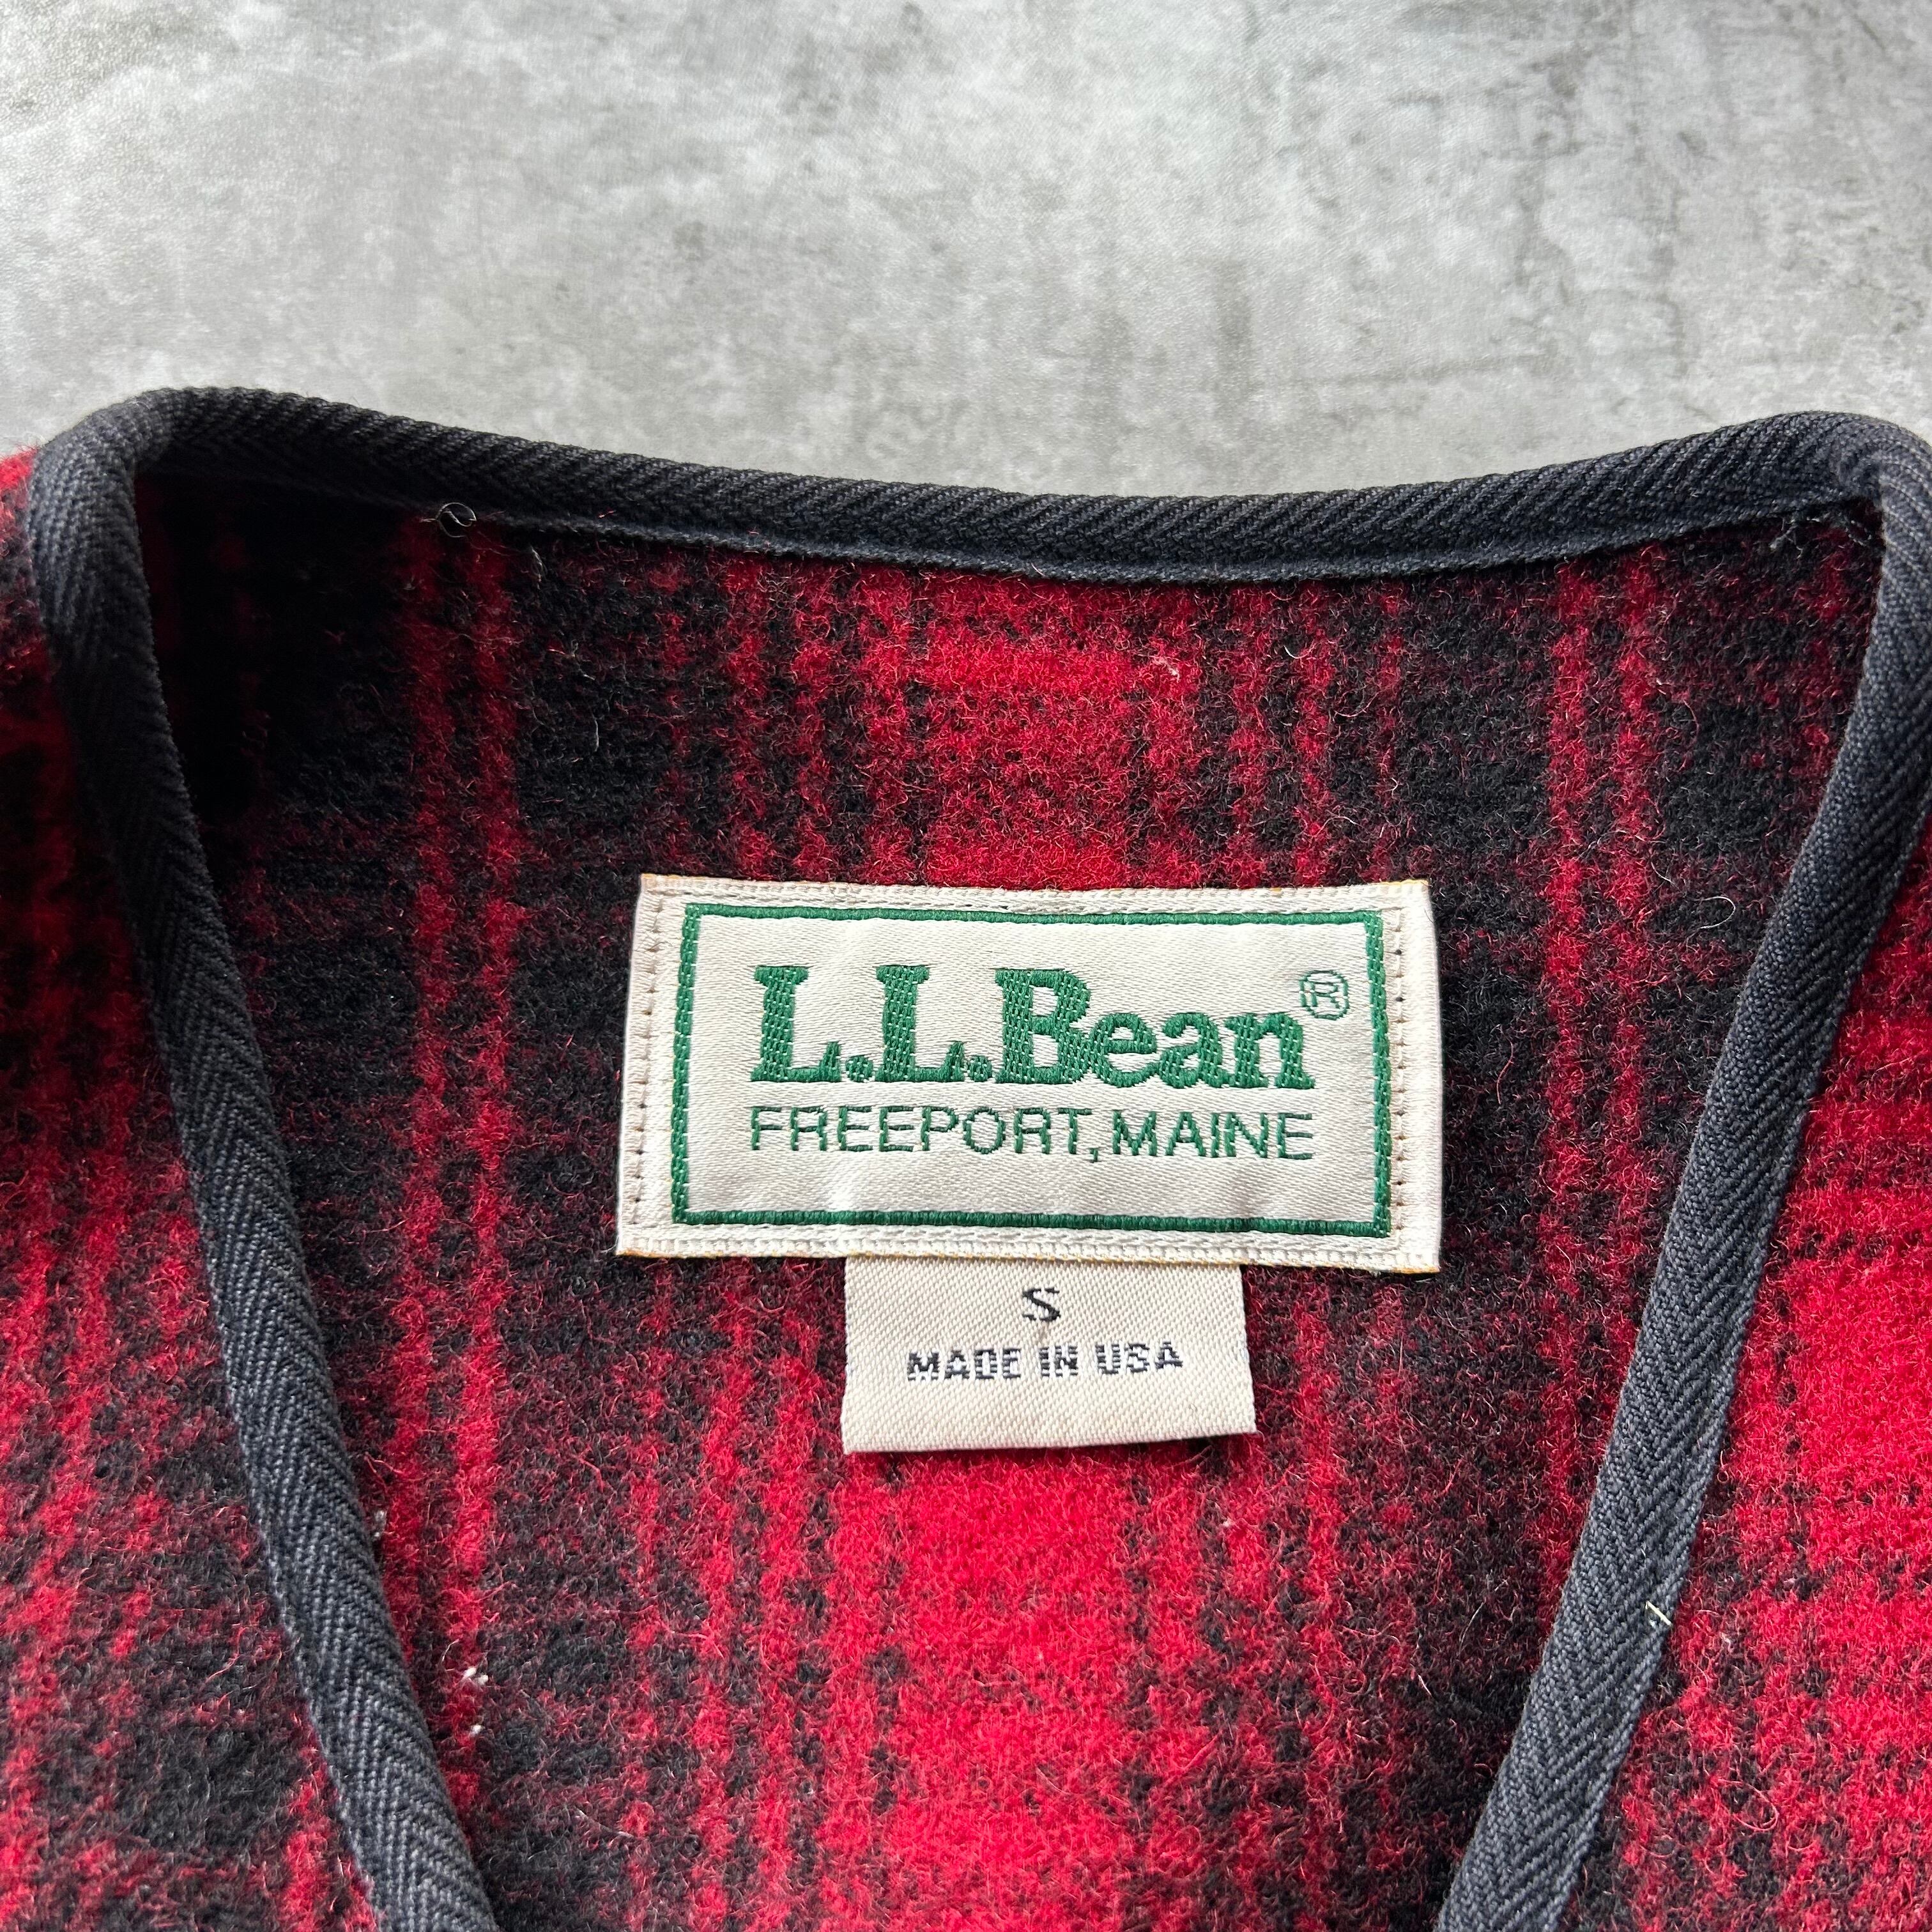 L.L.Bean®
FREEPORT, MAINE
S
MADE IN USA